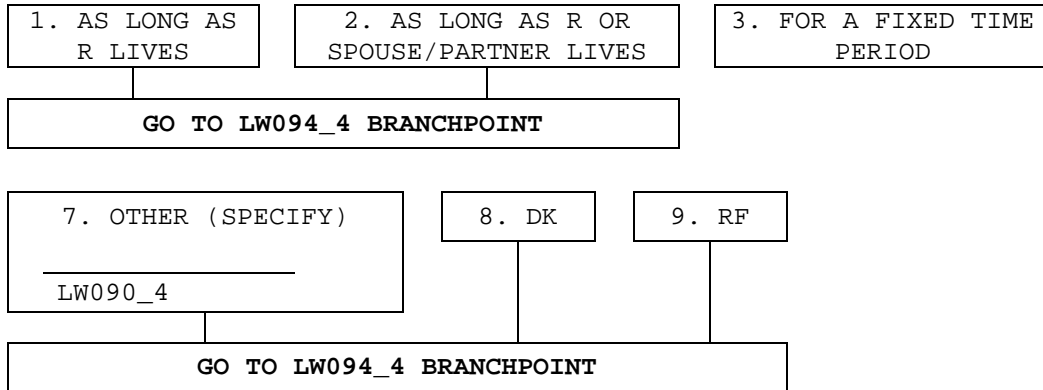 1. AS LONG AS
R LIVES
2. AS LONG AS R OR
SPOUSE/PARTNER LIVES
3. FOR A FIXED TIME
PERIOD
GO TO LW094_4 BRANCHPOINT
7. OTHER (SPECIFY)
LW090_4
8. DK
9. RF
GO TO LW094_4 BRANCHPOINT